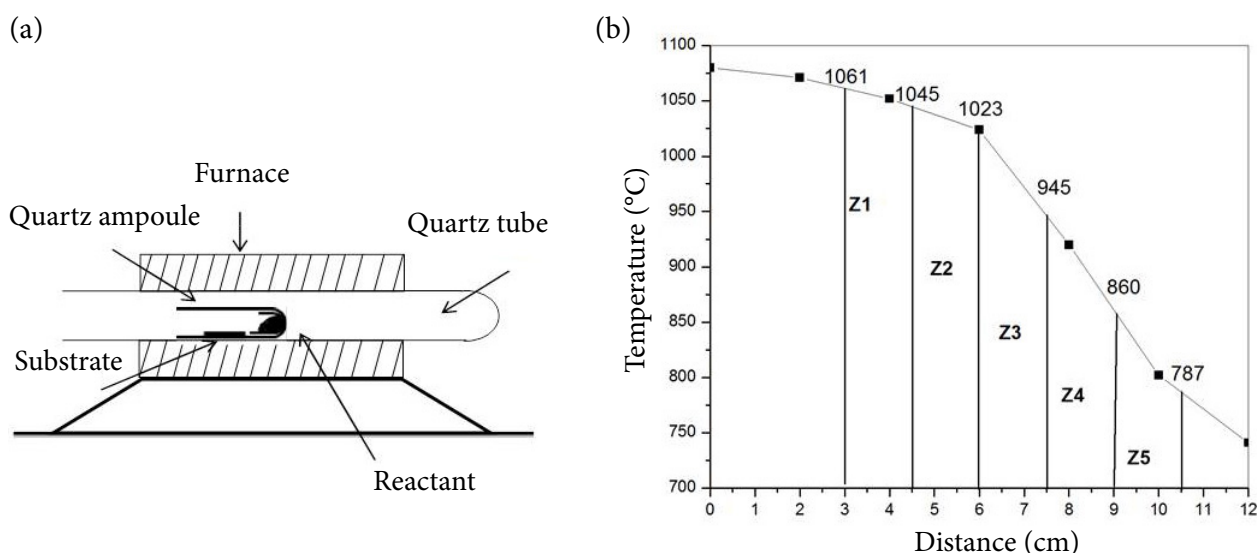 (a)
Furnace
Quartz ampoule
Quartz tube
Substrate
Reactant
(b)
Temperature (°C)
1100
1050
1000
950
900
850
800
750
700
1061
1045
1023
945
860
787
Z1
Z2
Z3
Z4
Z5
0 1 2 3 4 5 6 7 8 9 10 11 12
Distance (cm)